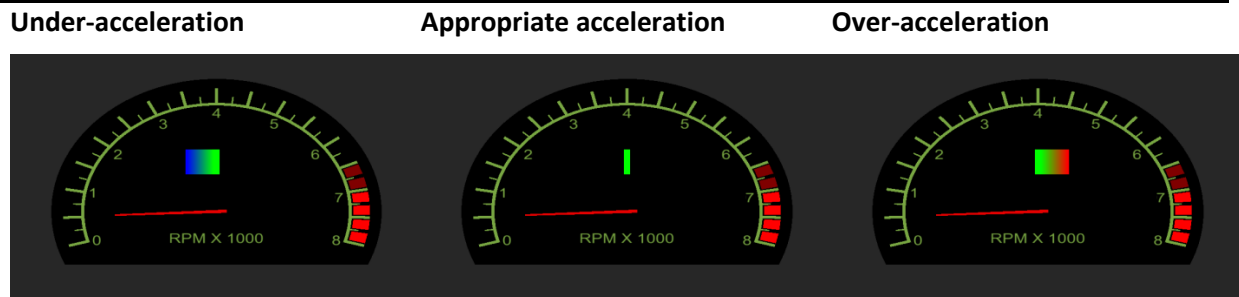 Under-acceleration Appropriate acceleration Over-acceleration
0 1 2 3 4 5 6 7 8
RPM X 1000
0 1 2 3 4 5 6 7 8
RPM X 1000
0 1 2 3 4 5 6 7 8
RPM X 1000